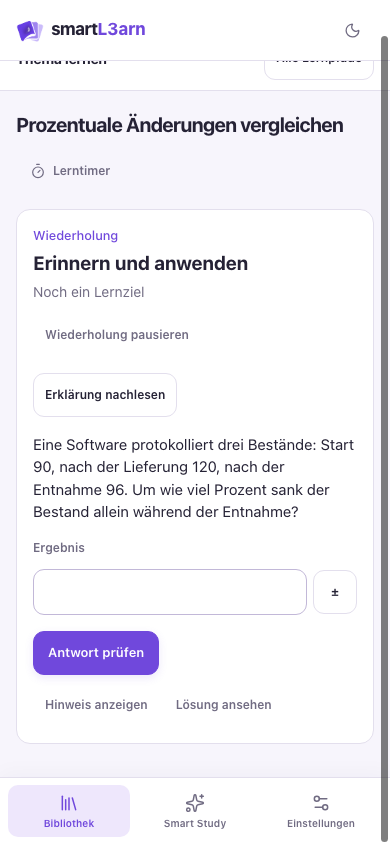 smartL3arn
Thema lernen
Alle Lernpfade
Prozentuale Änderungen vergleichen
Lerntimer
Wiederholung
Erinnern und anwenden
Noch ein Lernziel
Wiederholung pausieren
Erklärung nachlesen
Eine Software protokolliert drei Bestände: Start
90, nach der Lieferung 120, nach der
Entnahme 96. Um wie viel Prozent sank der
Bestand allein während der Entnahme?
Ergebnis
±
Antwort prüfen
Hinweis anzeigen
Lösung ansehen
Bibliothek
Smart Study
Einstellungen